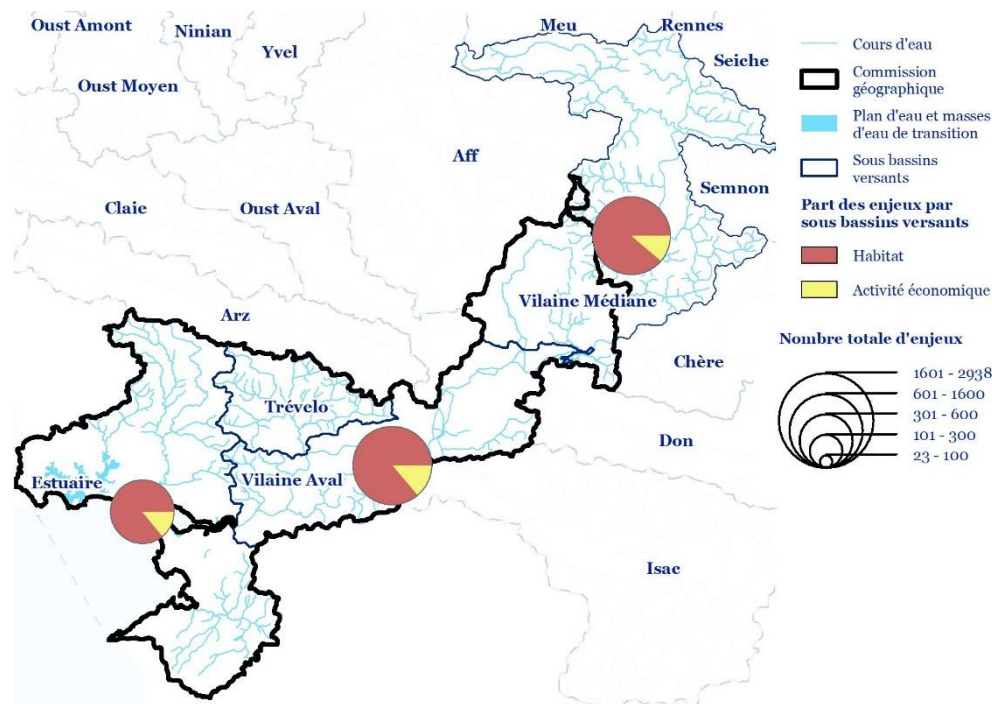 Oust Amont
Ninian
Yvel
Meu
Rennes
Seiche
Oust Moyen
Aff
Semnon
Claie
Oust Aval
Vilaine Médiane
Arz
Chère
Trévelo
Don
Estuaire
Vilaine Aval
Isac
Cours d'eau
Commission
géographique
Plan d'eau et masses
d'eau de transition
Sous bassins
versants
Part des enjeux par
sous bassins versants
Habitat
Activité économique
Nombre totale d'enjeux
1601 - 2938
601 - 1600
301 - 600
101 - 300
23 - 100